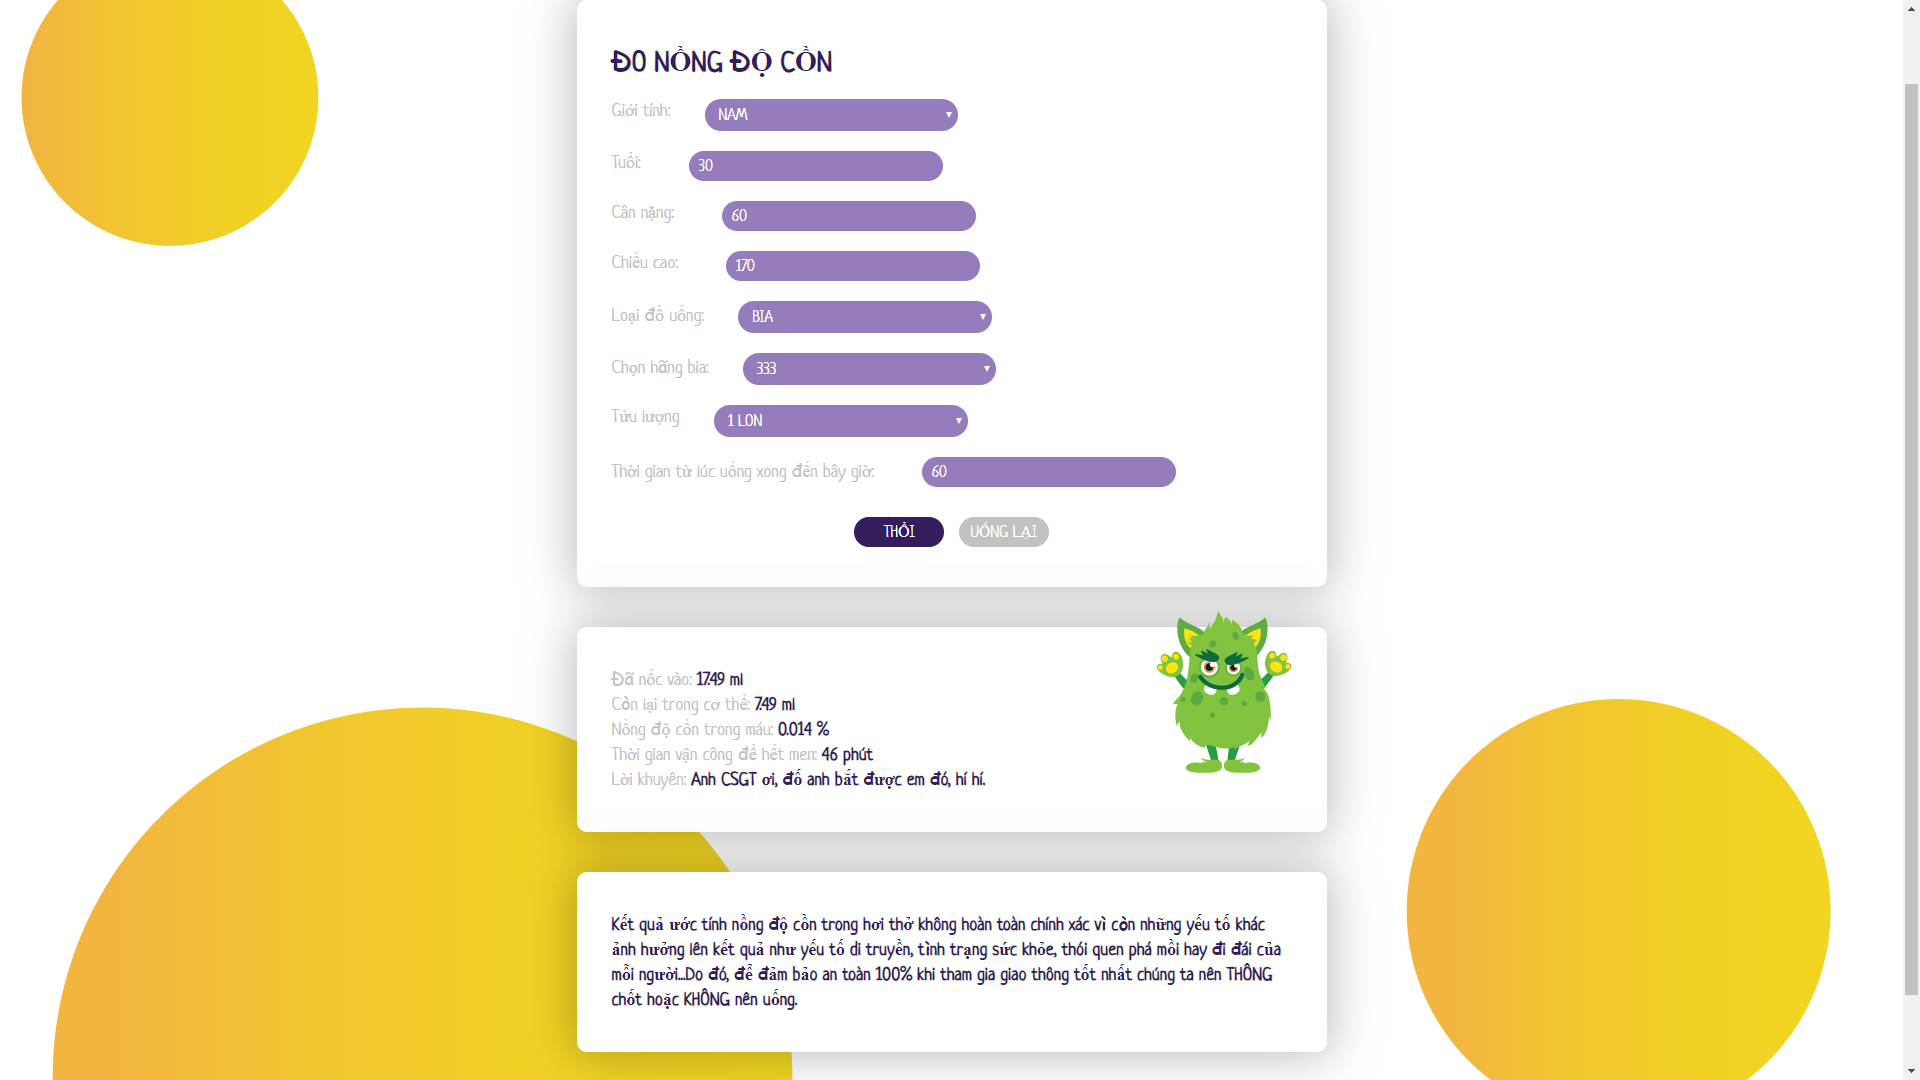 ĐO NỒNG ĐỘ CỒN
Giới tính: NAM
Tuổi: 30
Cân nặng: 60
Chiều cao: 170
Loại đồ uống: BIA
Chọn hãng bia: 333
Tửu lượng 1 LON
Thời gian từ lúc uống xong đến bây giờ: 60
THỔI UỐNG LẠI
Đã nốc vào: 17.49 ml
Còn lại trong cơ thể: 7.49 ml
Nồng độ cồn trong máu: 0.014 %
Thời gian vận công để hết men: 46 phút
Lời khuyên: Anh CSGT ơi, đố anh bắt được em đó, hí hí.
Kết quả ước tính nồng độ cồn trong hơi thở không hoàn toàn chính xác vì còn những yếu tố khác
ảnh hưởng lên kết quả như yếu tố di truyền, tình trạng sức khỏe, thói quen phá mồi hay đi đái của
mỗi người...Do đó, để đảm bảo an toàn 100% khi tham gia giao thông tốt nhất chúng ta nên THÔNG
chốt hoặc KHÔNG nên uống.